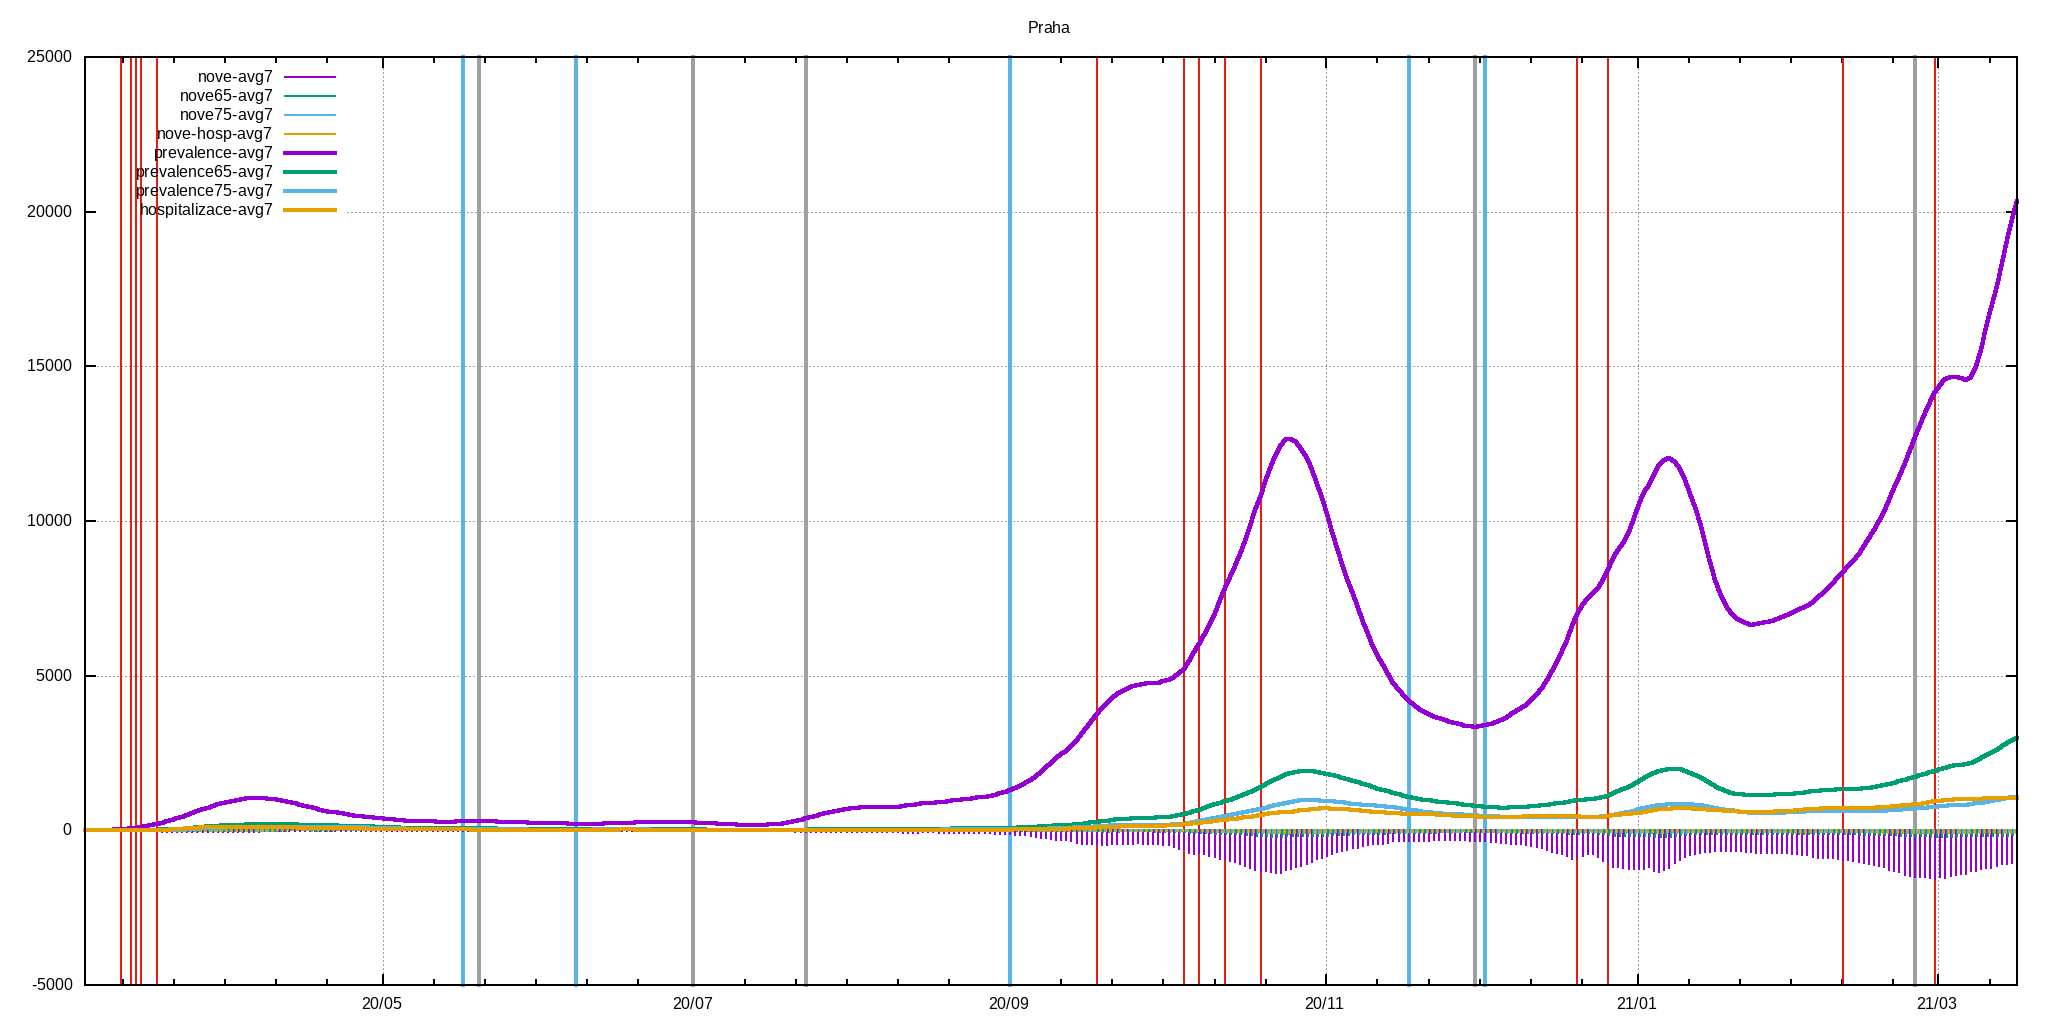 Praha
25000
20000
15000
10000
5000
0
-5000
nove-avg7
nove65-avg7
nove75-avg7
nove-hosp-avg7
prevalence-avg7
prevalence65-avg7
prevalence75-avg7
hospitalizace-avg7
20/05
20/07
20/09
20/11
21/01
21/03